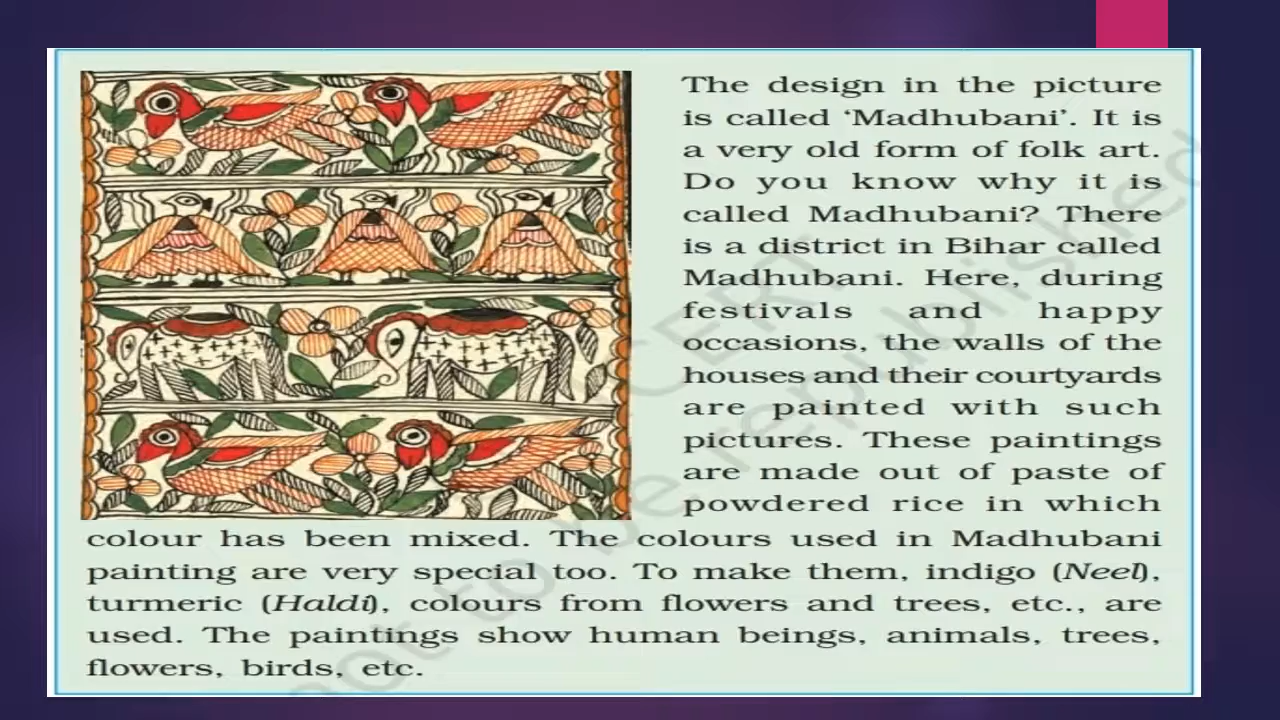 The design in the picture
is called ‘Madhubani’. It is
a very old form of folk art.
Do you know why it is
called Madhubani? There
is a district in Bihar called
Madhubani. Here, during
festivals and happy
occasions, the walls of the
houses and their courtyards
are painted with such
pictures. These paintings
are made out of paste of
powdered rice in which
colour has been mixed. The colours used in Madhubani
painting are very special too. To make them, indigo (Neel),
turmeric (Haldi), colours from flowers and trees, etc., are
used. The paintings show human beings, animals, trees,
flowers, birds, etc.
not to be republished